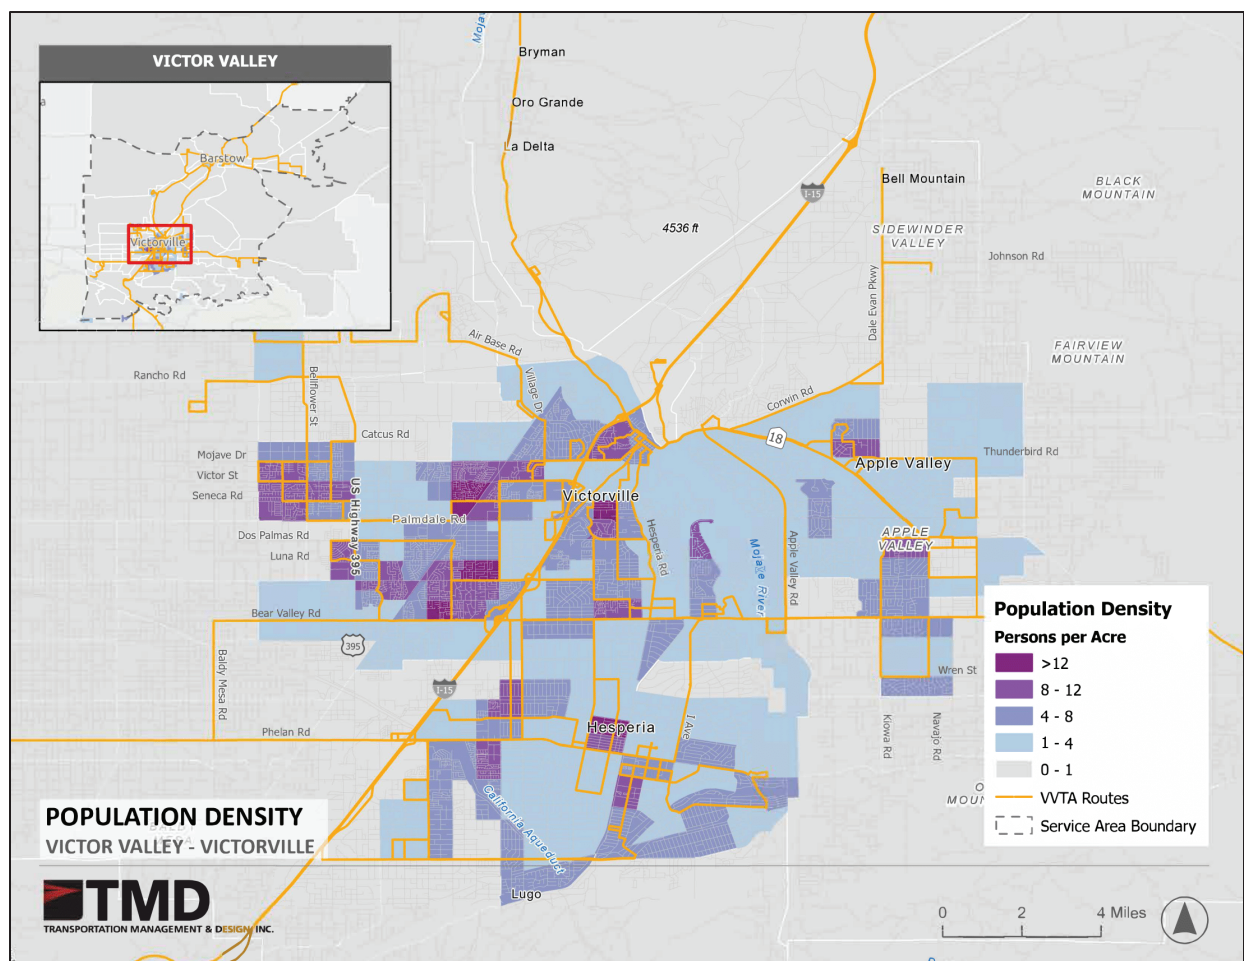 VICTOR VALLEY
Barstow
Victorville
Mojav
Bryman
Oro Grande
La Delta
Bell Mountain
I-15
BLACK
MOUNTAIN
4536 ft
SIDEWINDER
VALLEY
Johnson Rd
Dale Evan Pkwy
FAIRVIEW
MOUNTAIN
Air Base Rd
Rancho Rd
Bellflower St
Village Dr
Corwin Rd
Catcus Rd
18
Mojave Dr
Thunderbird Rd
Apple Valley
Victor St
Seneca Rd
US Highway 395
Victorville
Palmdale Rd
Hesperia Rd
Dos Palmas Rd
Luna Rd
Mojave River
Apple Valley Rd
APPLE
VALLEY
Bear Valley Rd
395
Baldy Mesa Rd
I-15
Wren St
Phelan Rd
Hesperia
I Ave
Kiowa Rd
Navajo Rd
California Aqueduct
Lugo
Population Density
Persons per Acre
>12
8 - 12
4 - 8
1 - 4
0 - 1
VVTA Routes
Service Area Boundary
POPULATION DENSITY
VICTOR VALLEY - VICTORVILLE
TMD
TRANSPORTATION MANAGEMENT & DESIGN, INC.
0 2 4 Miles